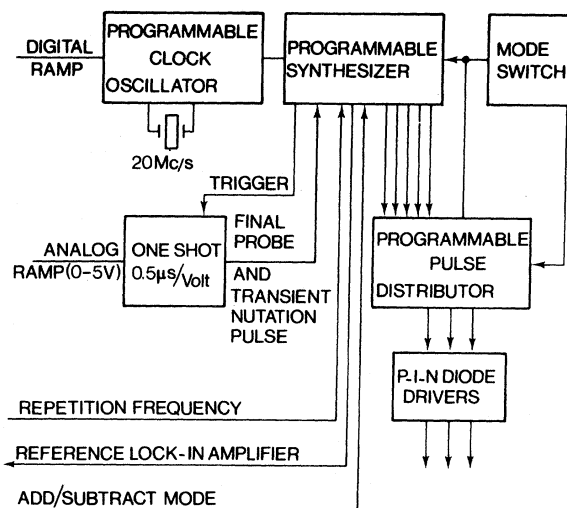 DIGITAL
RAMP
PROGRAMMABLE
CLOCK
OSCILLATOR
PROGRAMMABLE
SYNTHESIZER
MODE
SWITCH
20Mc/s
TRIGGER
ANALOG
RAMP(0-5V)
ONE SHOT
0.5µs/Volt
FINAL
PROBE
AND
TRANSIENT
NUTATION
PULSE
PROGRAMMABLE
PULSE
DISTRIBUTOR
P-I-N DIODE
DRIVERS
REPETITION FREQUENCY
REFERENCE LOCK-IN AMPLIFIER
ADD/SUBTRACT MODE